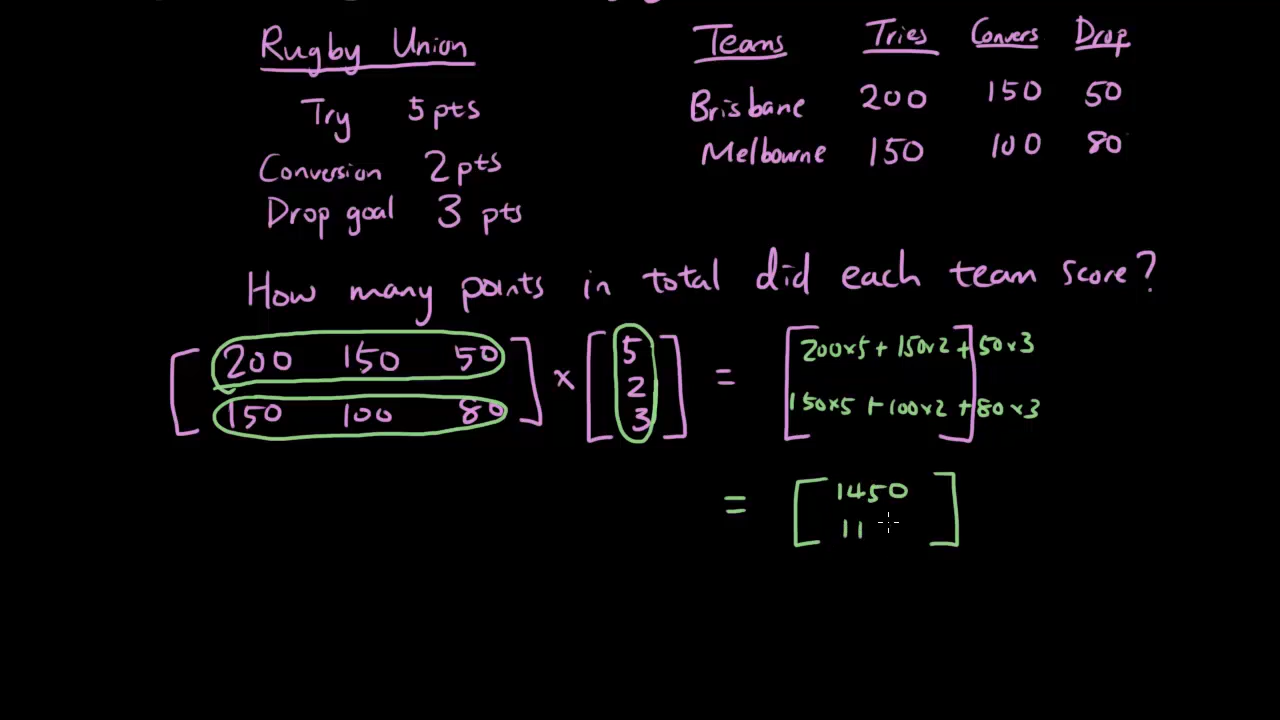 Rugby Union
Try 5 pts
Conversion 2 pts
Drop goal 3 pts
Teams Tries Convers Drop
Brisbane 200 150 50
Melbourne 150 100 80
How many points in total did each team score?
[200 150 50] × [5] = [200×5 + 150×2 + 50×3]
[150 100 80] [2] [150×5 + 100×2 + 80×3]
[3]
= [1450]
[11]